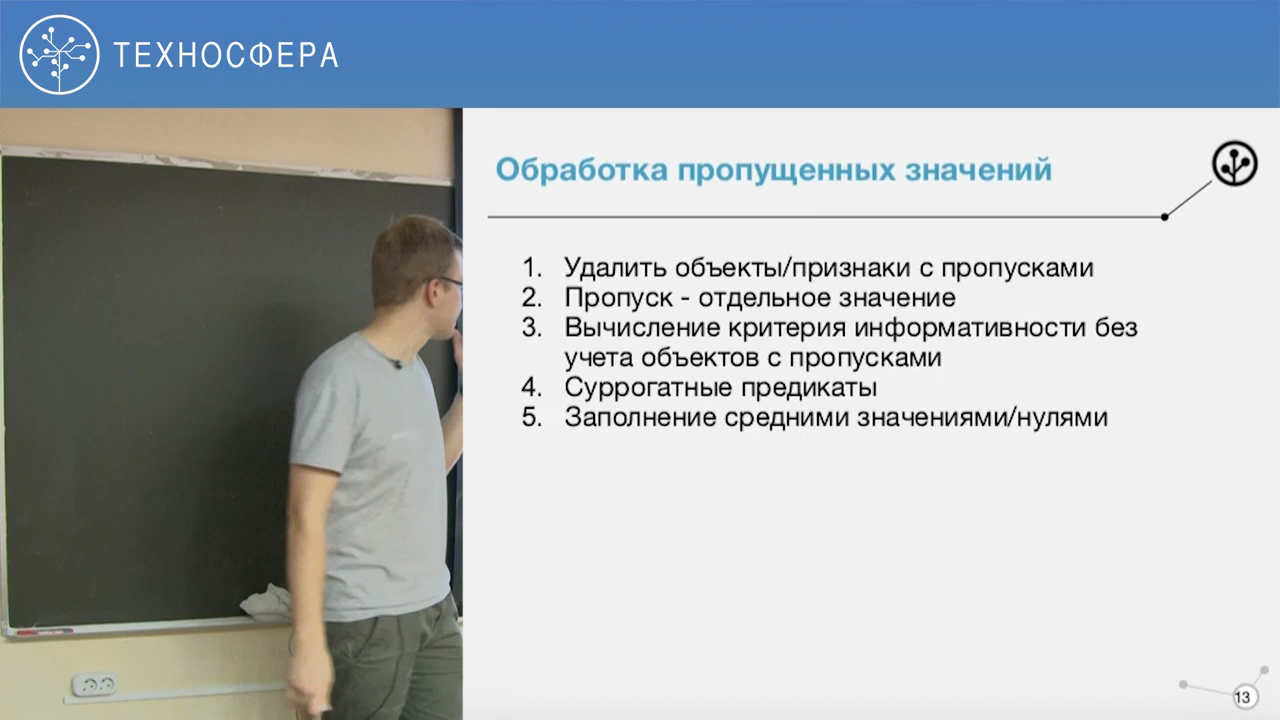 ТЕХНОСФЕРА
Обработка пропущенных значений
1. Удалить объекты/признаки с пропусками
2. Пропуск - отдельное значение
3. Вычисление критерия информативности без
учета объектов с пропусками
4. Суррогатные предикаты
5. Заполнение средними значениями/нулями
13